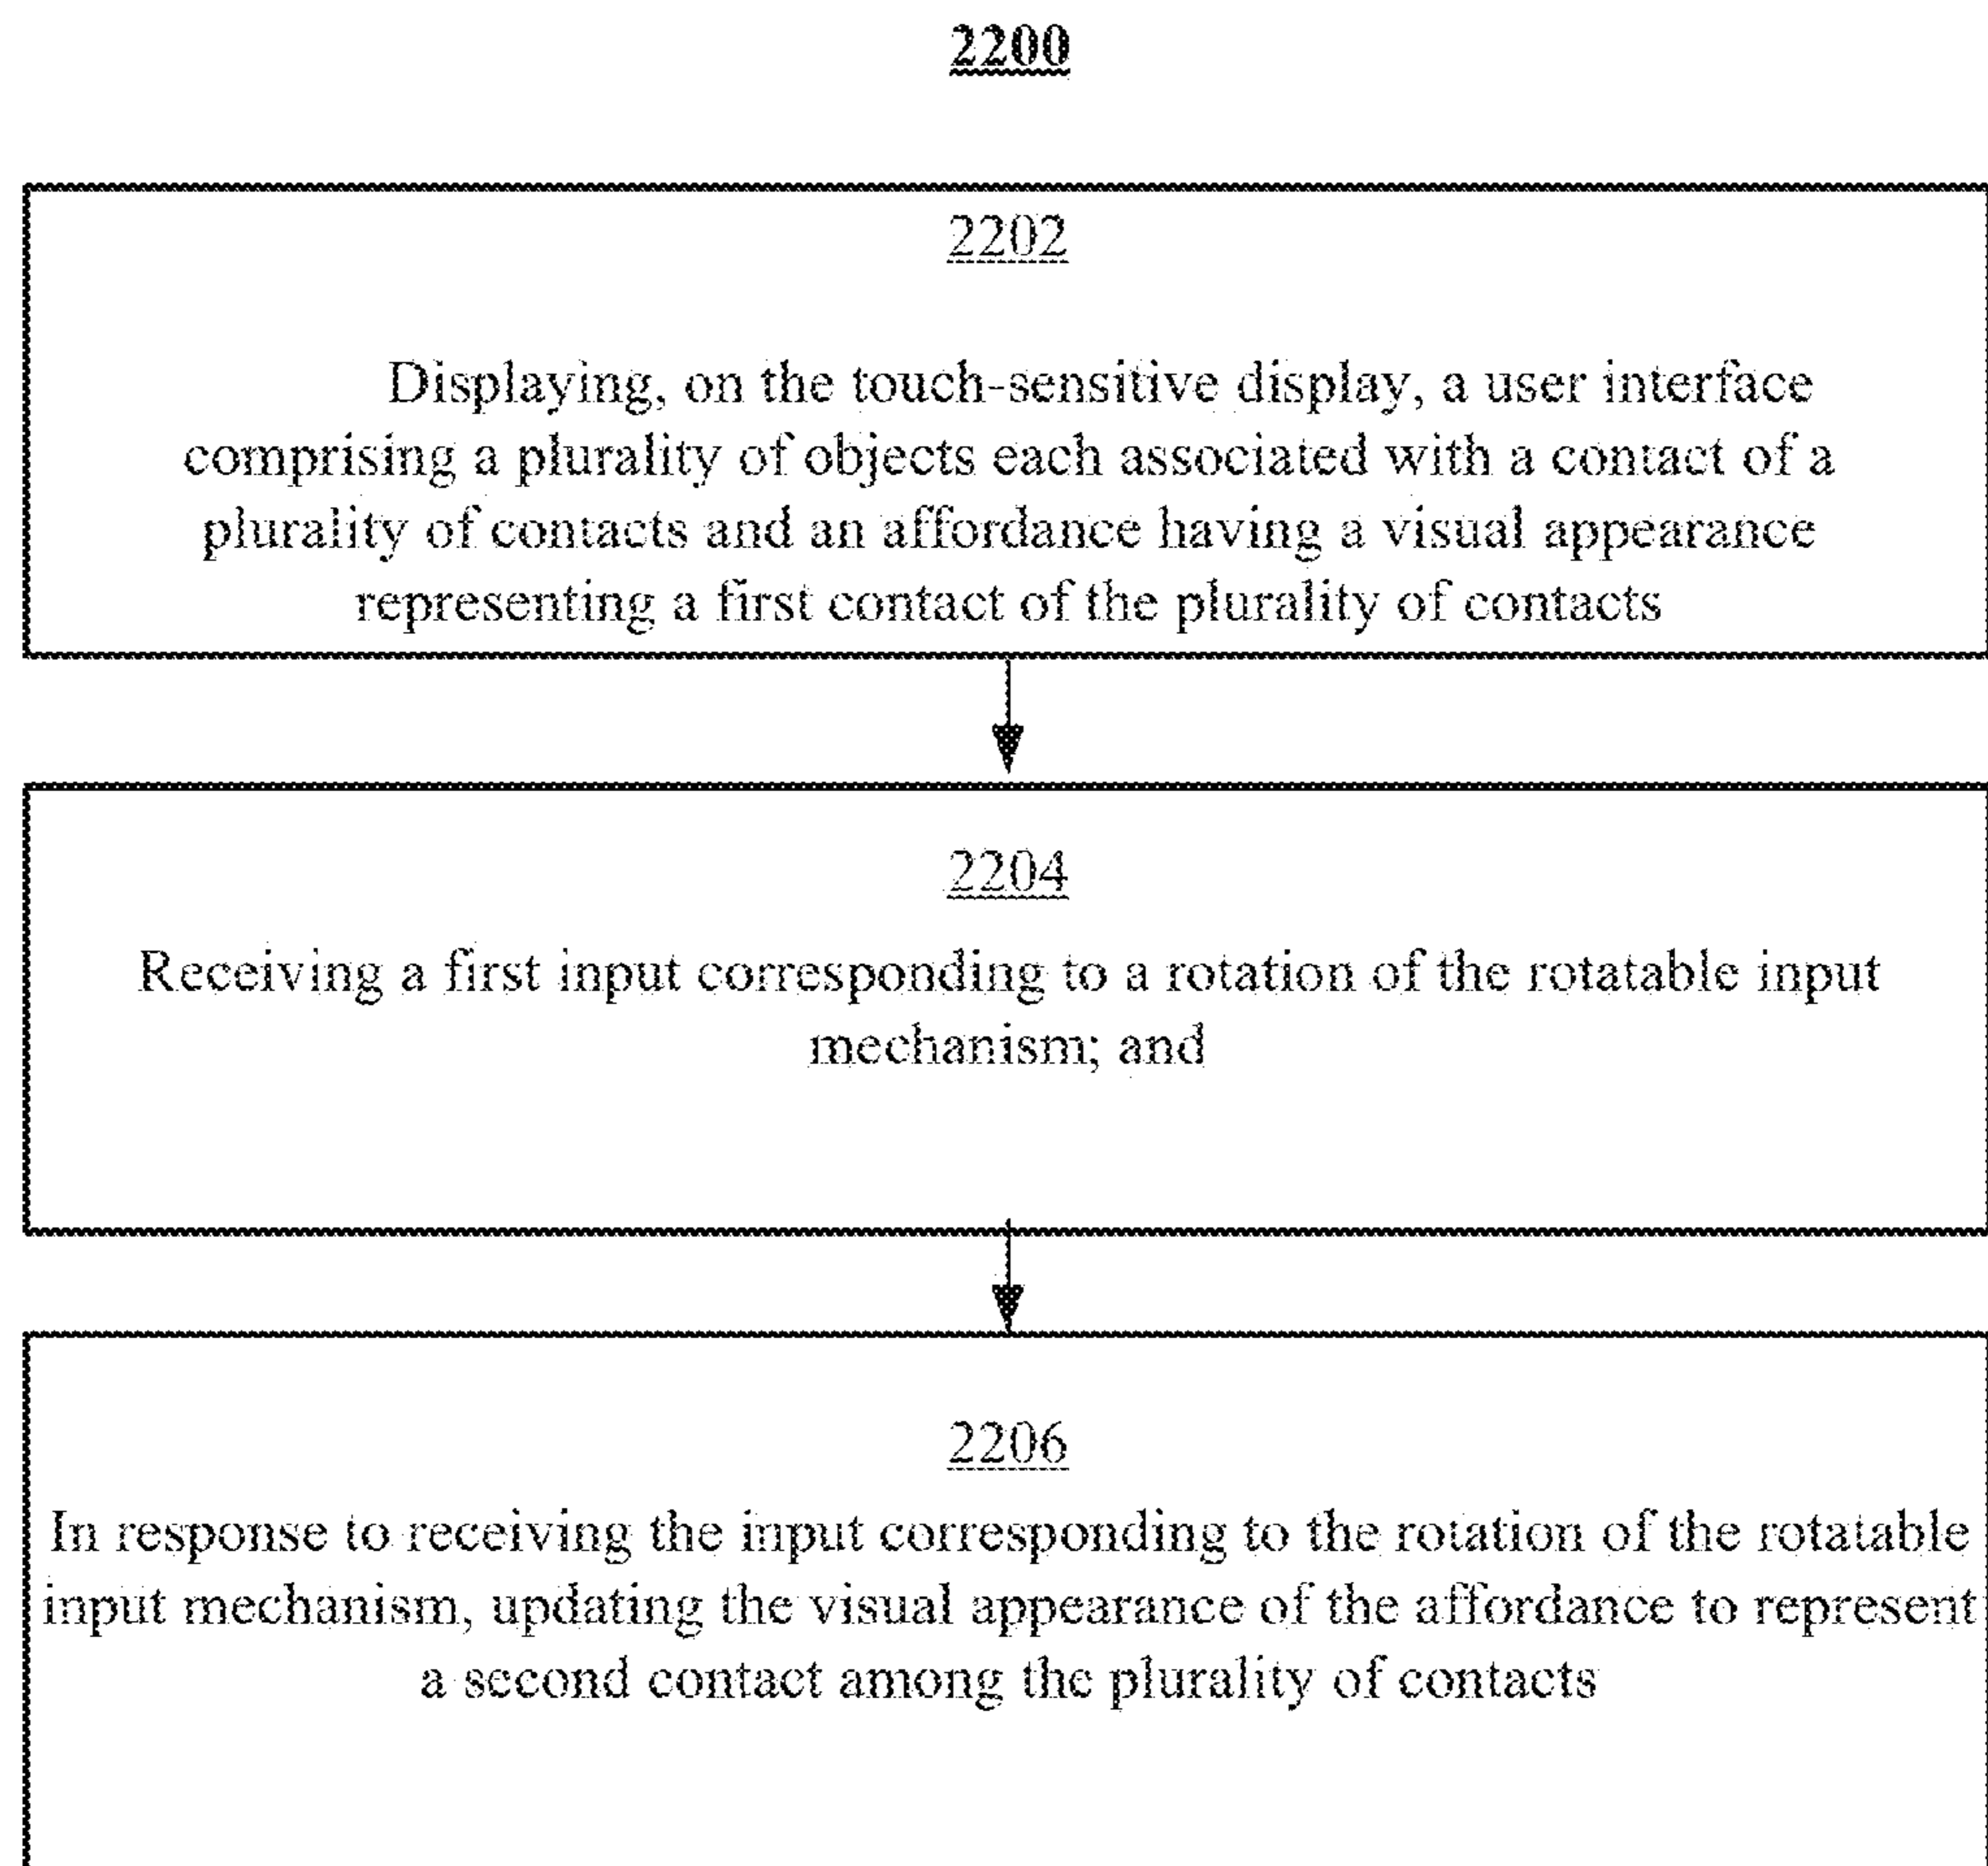 2200
2202
Displaying, on the touch-sensitive display, a user interface
comprising a plurality of objects each associated with a contact of a
plurality of contacts and an affordance having a visual appearance
representing a first contact of the plurality of contacts
2204
Receiving a first input corresponding to a rotation of the rotatable input
mechanism; and
2206
In response to receiving the input corresponding to the rotation of the rotatable
input mechanism, updating the visual appearance of the affordance to represent
a second contact among the plurality of contacts